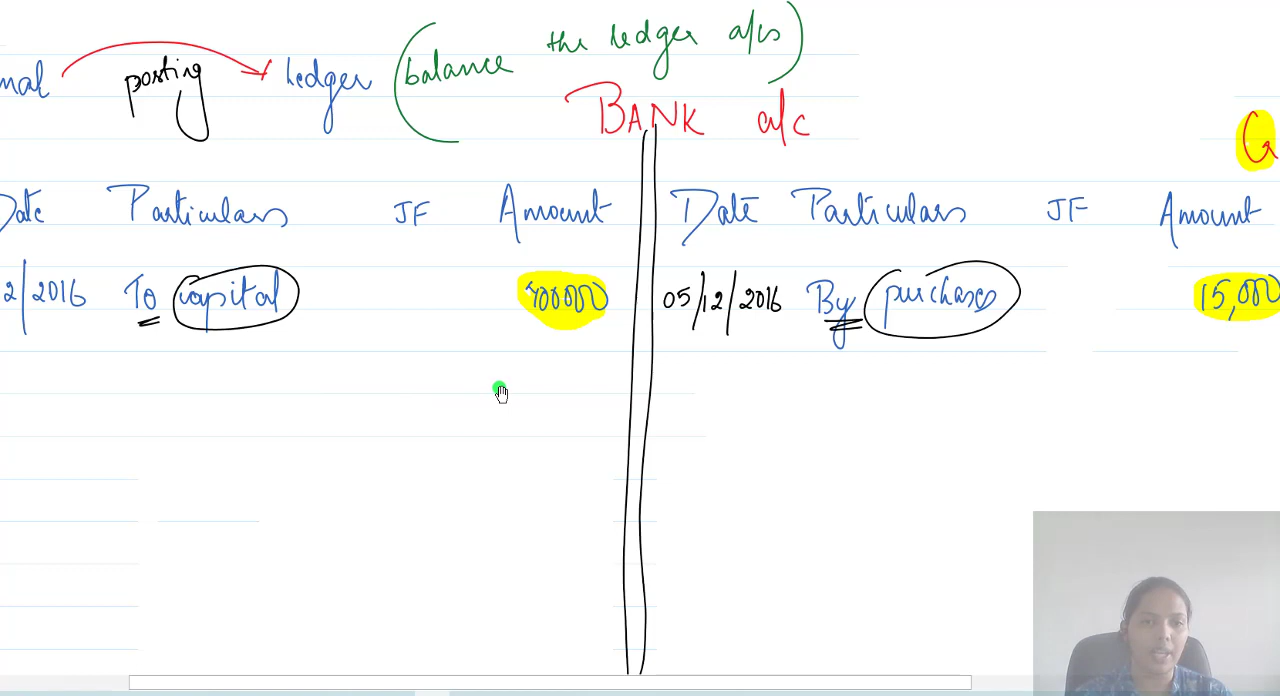 nal posting ledger (balance the ledger a/cs)
BANK a/c
Date Particulars JF Amount Date Particulars JF Amount
2/2016 To capital 400000 05/12/2016 By purchases 15,000